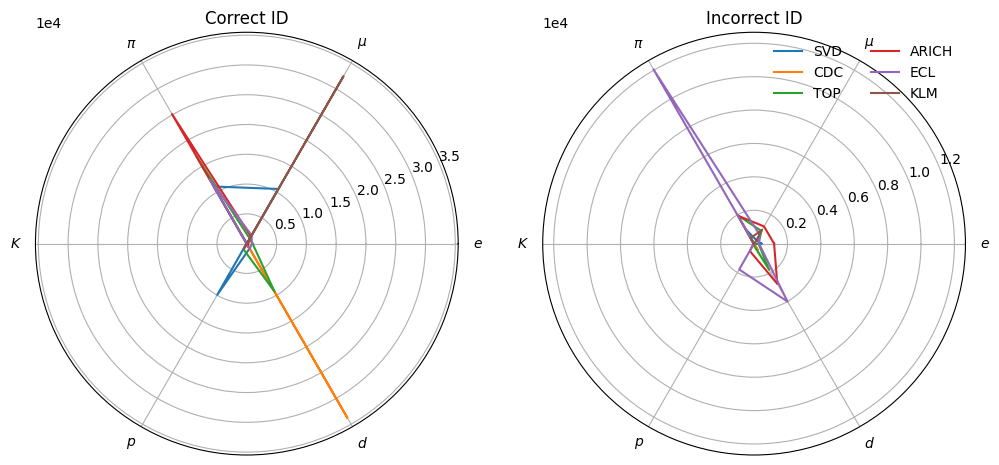 Correct ID
1e4
π
μ
K
e
p
d
0.5
1.0
1.5
2.0
2.5
3.0
3.5
Incorrect ID
1e4
π
μ
K
e
p
d
0.2
0.4
0.6
0.8
1.0
1.2
SVD
CDC
TOP
ARICH
ECL
KLM